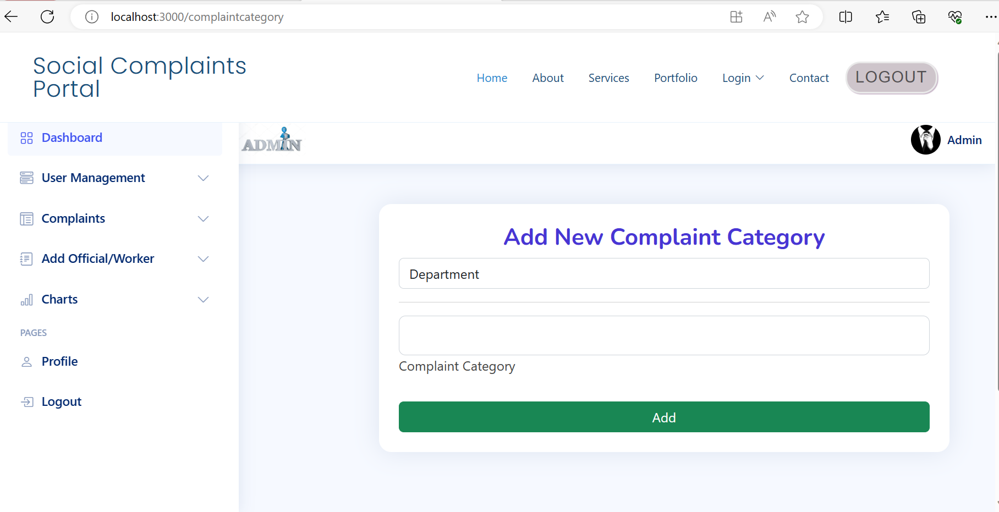 localhost:3000/complaintcategory
Social Complaints
Portal
Home About Services Portfolio Login Contact LOGOUT
Dashboard
ADMIN
Admin
User Management
Complaints
Add Official/Worker
Charts
PAGES
Profile
Logout
Add New Complaint Category
Department
Complaint Category
Add